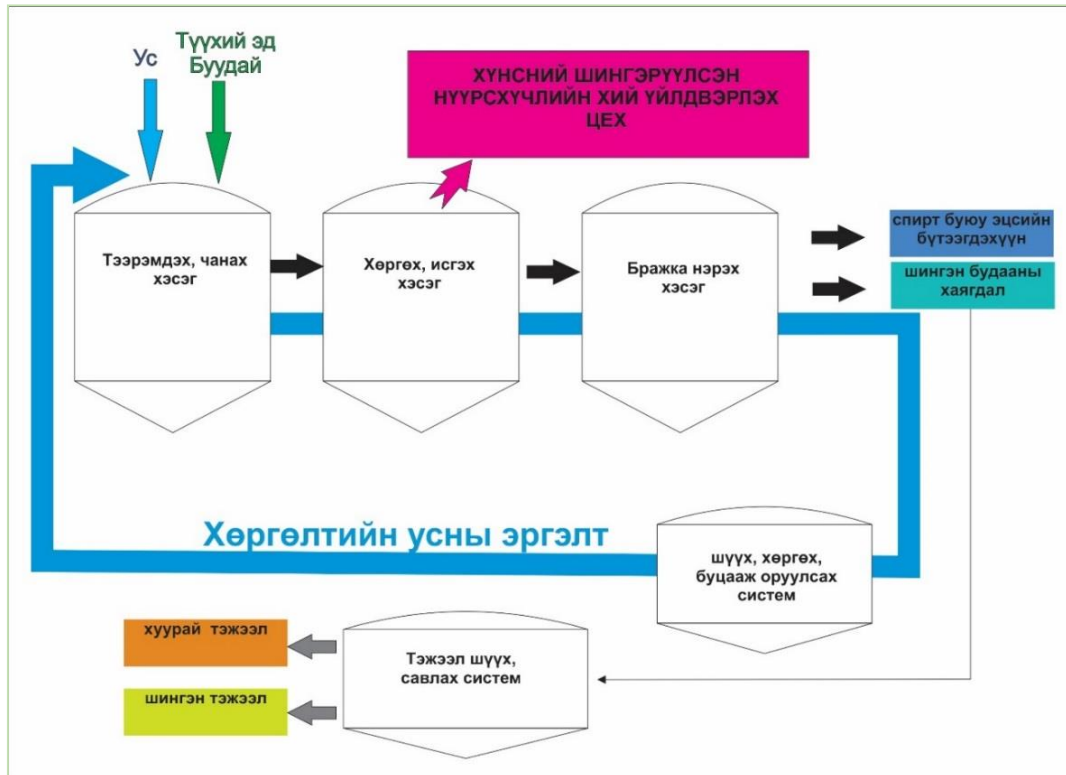 Ус
Түүхий эд
Буудай
ХҮНСНИЙ ШИНГЭРҮҮЛСЭН
НҮҮРСХҮЧЛИЙН ХИЙ ҮЙЛДВЭРЛЭХ
ЦЕХ
Тээрэмдэх, чанах
хэсэг
Хөргөх, исгэх
хэсэг
Бражка нэрэх
хэсэг
спирт буюу эцсийн
бүтээгдэхүүн
шингэн будааны
хаягдал
Хөргөлтийн усны эргэлт
шүүх, хөргөх,
буцааж оруулсах
систем
хуурай тэжээл
шингэн тэжээл
Тэжээл шүүх,
савлах систем